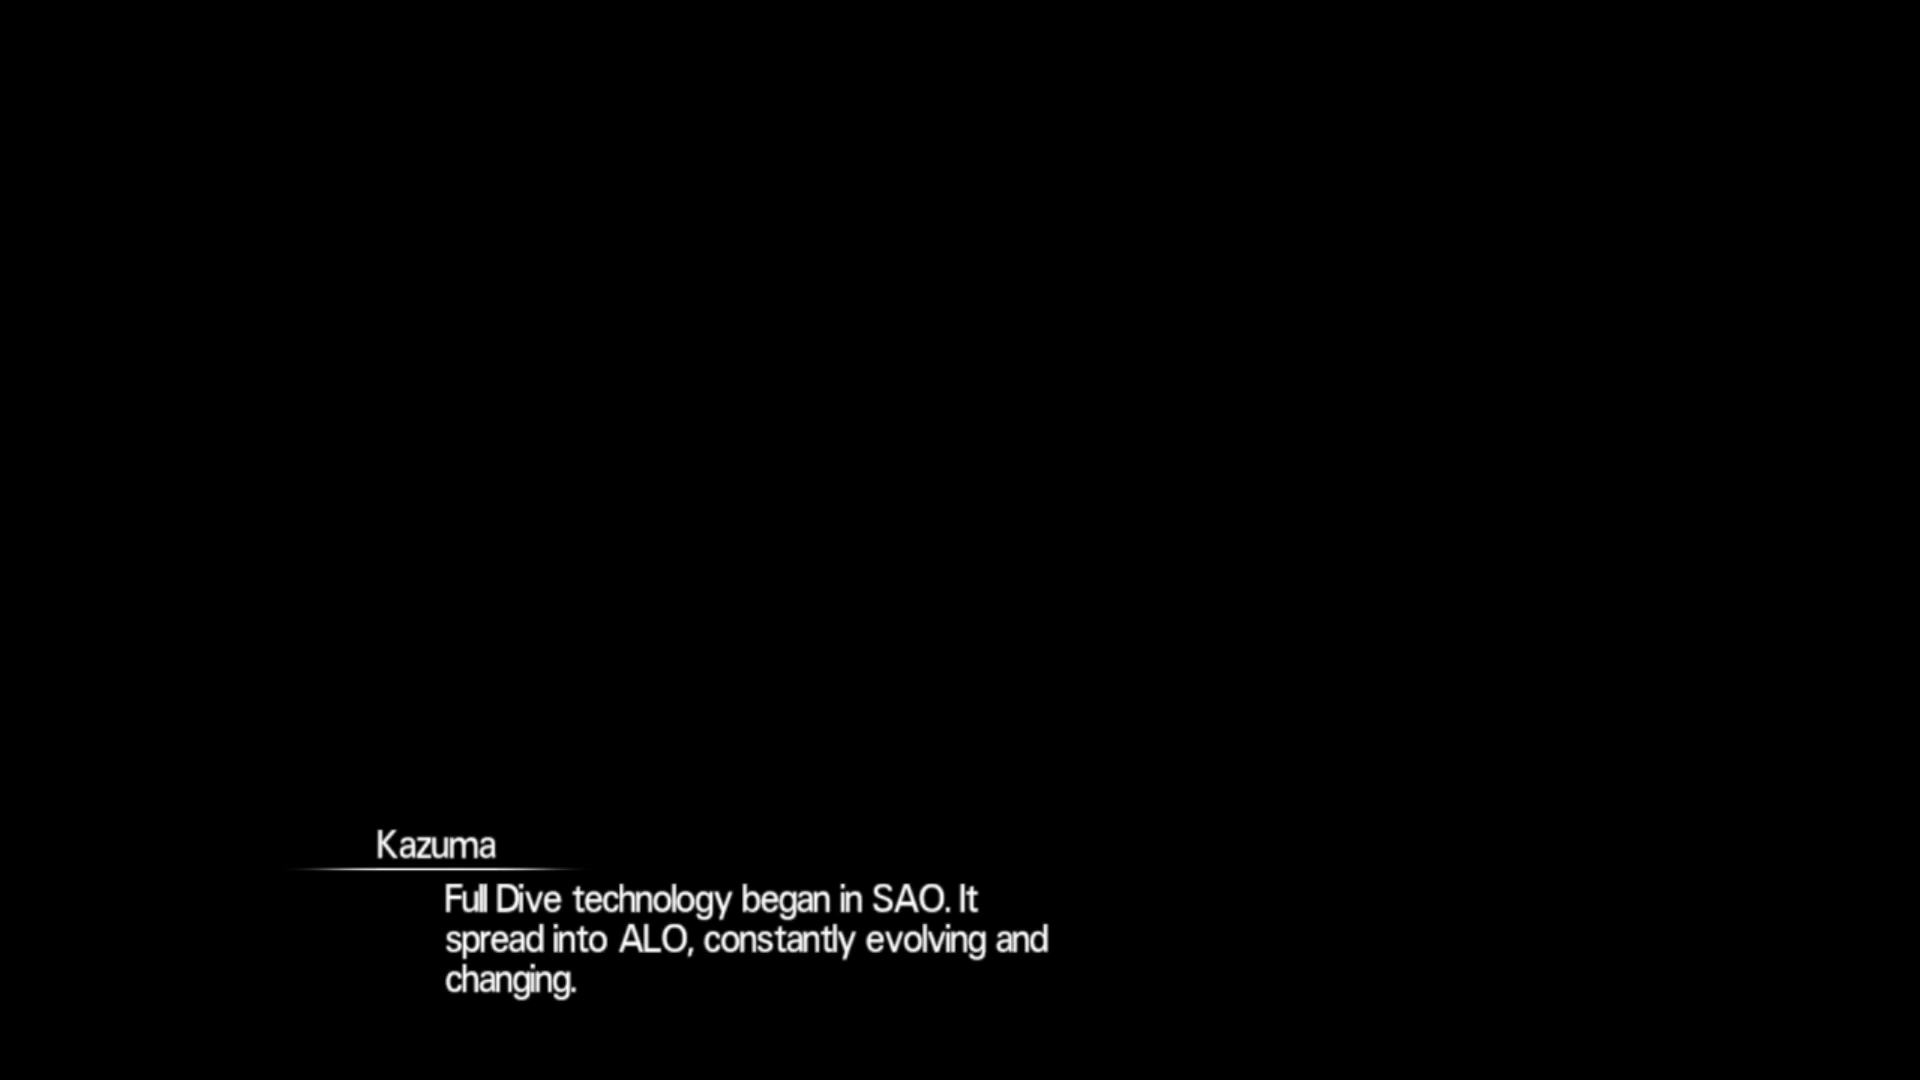 Kazuma
Full Dive technology began in SAO. It
spread into ALO, constantly evolving and
changing.